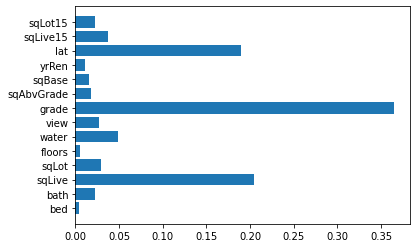 sqLot15
sqLive15
lat
yrRen
sqBase
sqAbvGrade
grade
view
water
floors
sqLot
sqLive
bath
bed
0.00 0.05 0.10 0.15 0.20 0.25 0.30 0.35